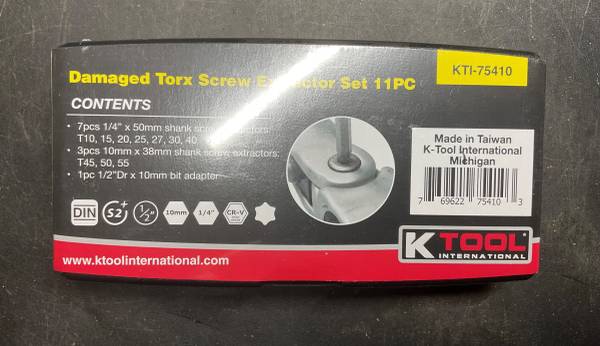 Damaged Torx Screw Extractor Set 11PC
KTI-75410
CONTENTS
• 7pcs 1/4" x 50mm shank screw extractors:
T10, 15, 20, 25, 27, 30, 40
• 3pcs 10mm x 38mm shank screw extractors:
T45, 50, 55
• 1pc 1/2"Dr x 10mm bit adapter
Made in Taiwan
K-Tool International
Michigan
7 69622 75410 3
DIN
S2+
1/2"
10mm
1/4"
CR-V
K TOOL
INTERNATIONAL
www.ktoolinternational.com